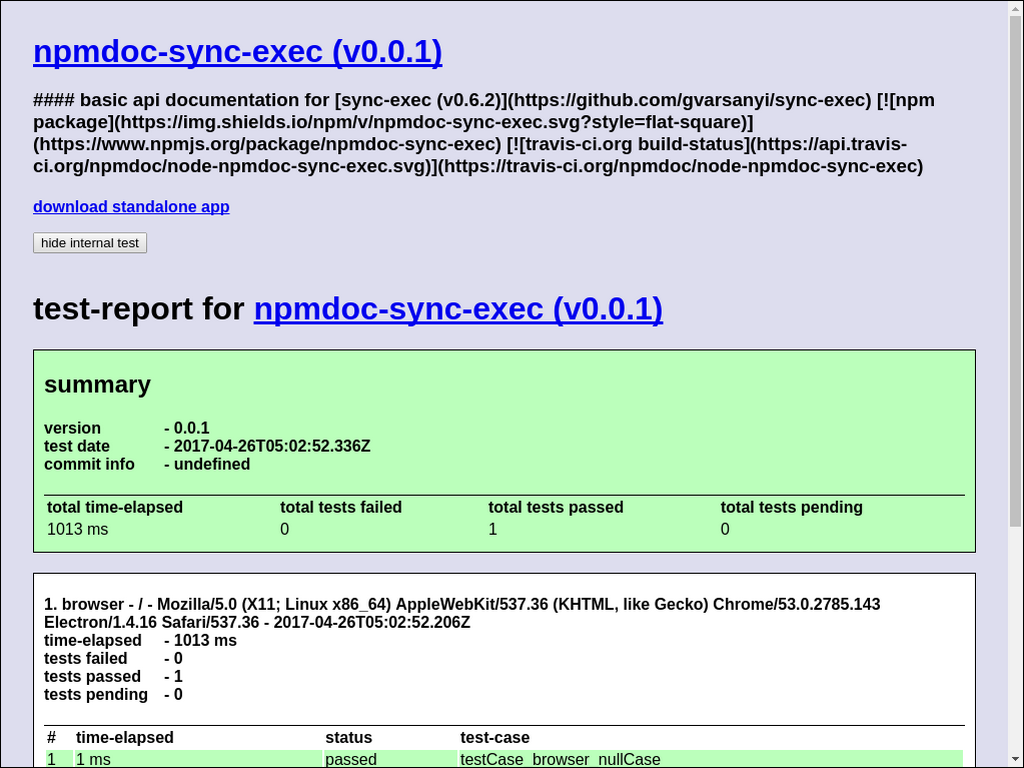 npmdoc-sync-exec (v0.0.1)
#### basic api documentation for [sync-exec (v0.6.2)](https://github.com/gvarsanyi/sync-exec) [![npm
package](https://img.shields.io/npm/v/npmdoc-sync-exec.svg?style=flat-square)]
(https://www.npmjs.org/package/npmdoc-sync-exec) [![travis-ci.org build-status](https://api.travis-
ci.org/npmdoc/node-npmdoc-sync-exec.svg)](https://travis-ci.org/npmdoc/node-npmdoc-sync-exec)
download standalone app
hide internal test
test-report for npmdoc-sync-exec (v0.0.1)
summary
version - 0.0.1
test date - 2017-04-26T05:02:52.336Z
commit info - undefined
total time-elapsed total tests failed total tests passed total tests pending
1013 ms 0 1 0
1. browser - / - Mozilla/5.0 (X11; Linux x86_64) AppleWebKit/537.36 (KHTML, like Gecko) Chrome/53.0.2785.143
Electron/1.4.16 Safari/537.36 - 2017-04-26T05:02:52.206Z
time-elapsed - 1013 ms
tests failed - 0
tests passed - 1
tests pending - 0
# time-elapsed status test-case
1 1 ms passed testCase_browser_nullCase